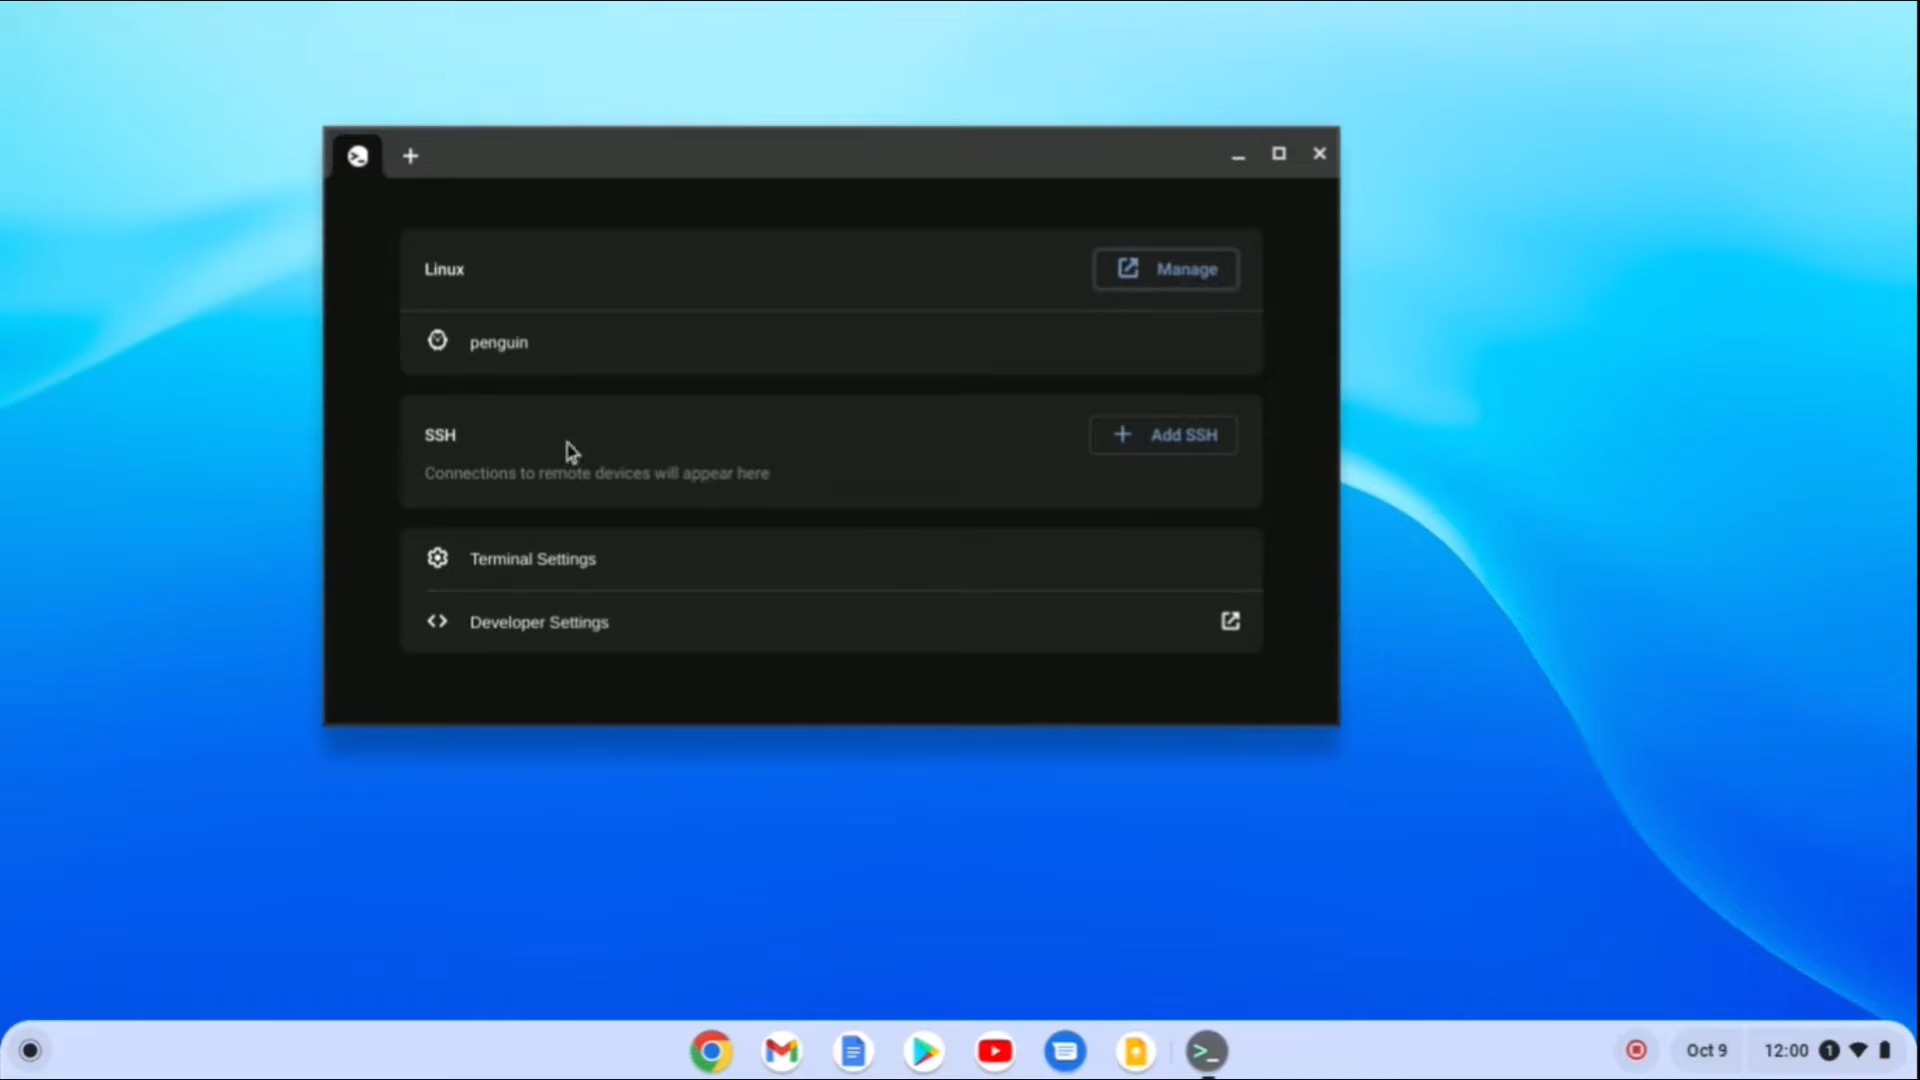 Linux
Manage
penguin
SSH
Add SSH
Connections to remote devices will appear here
Terminal Settings
Developer Settings
Oct 9
12:00
1